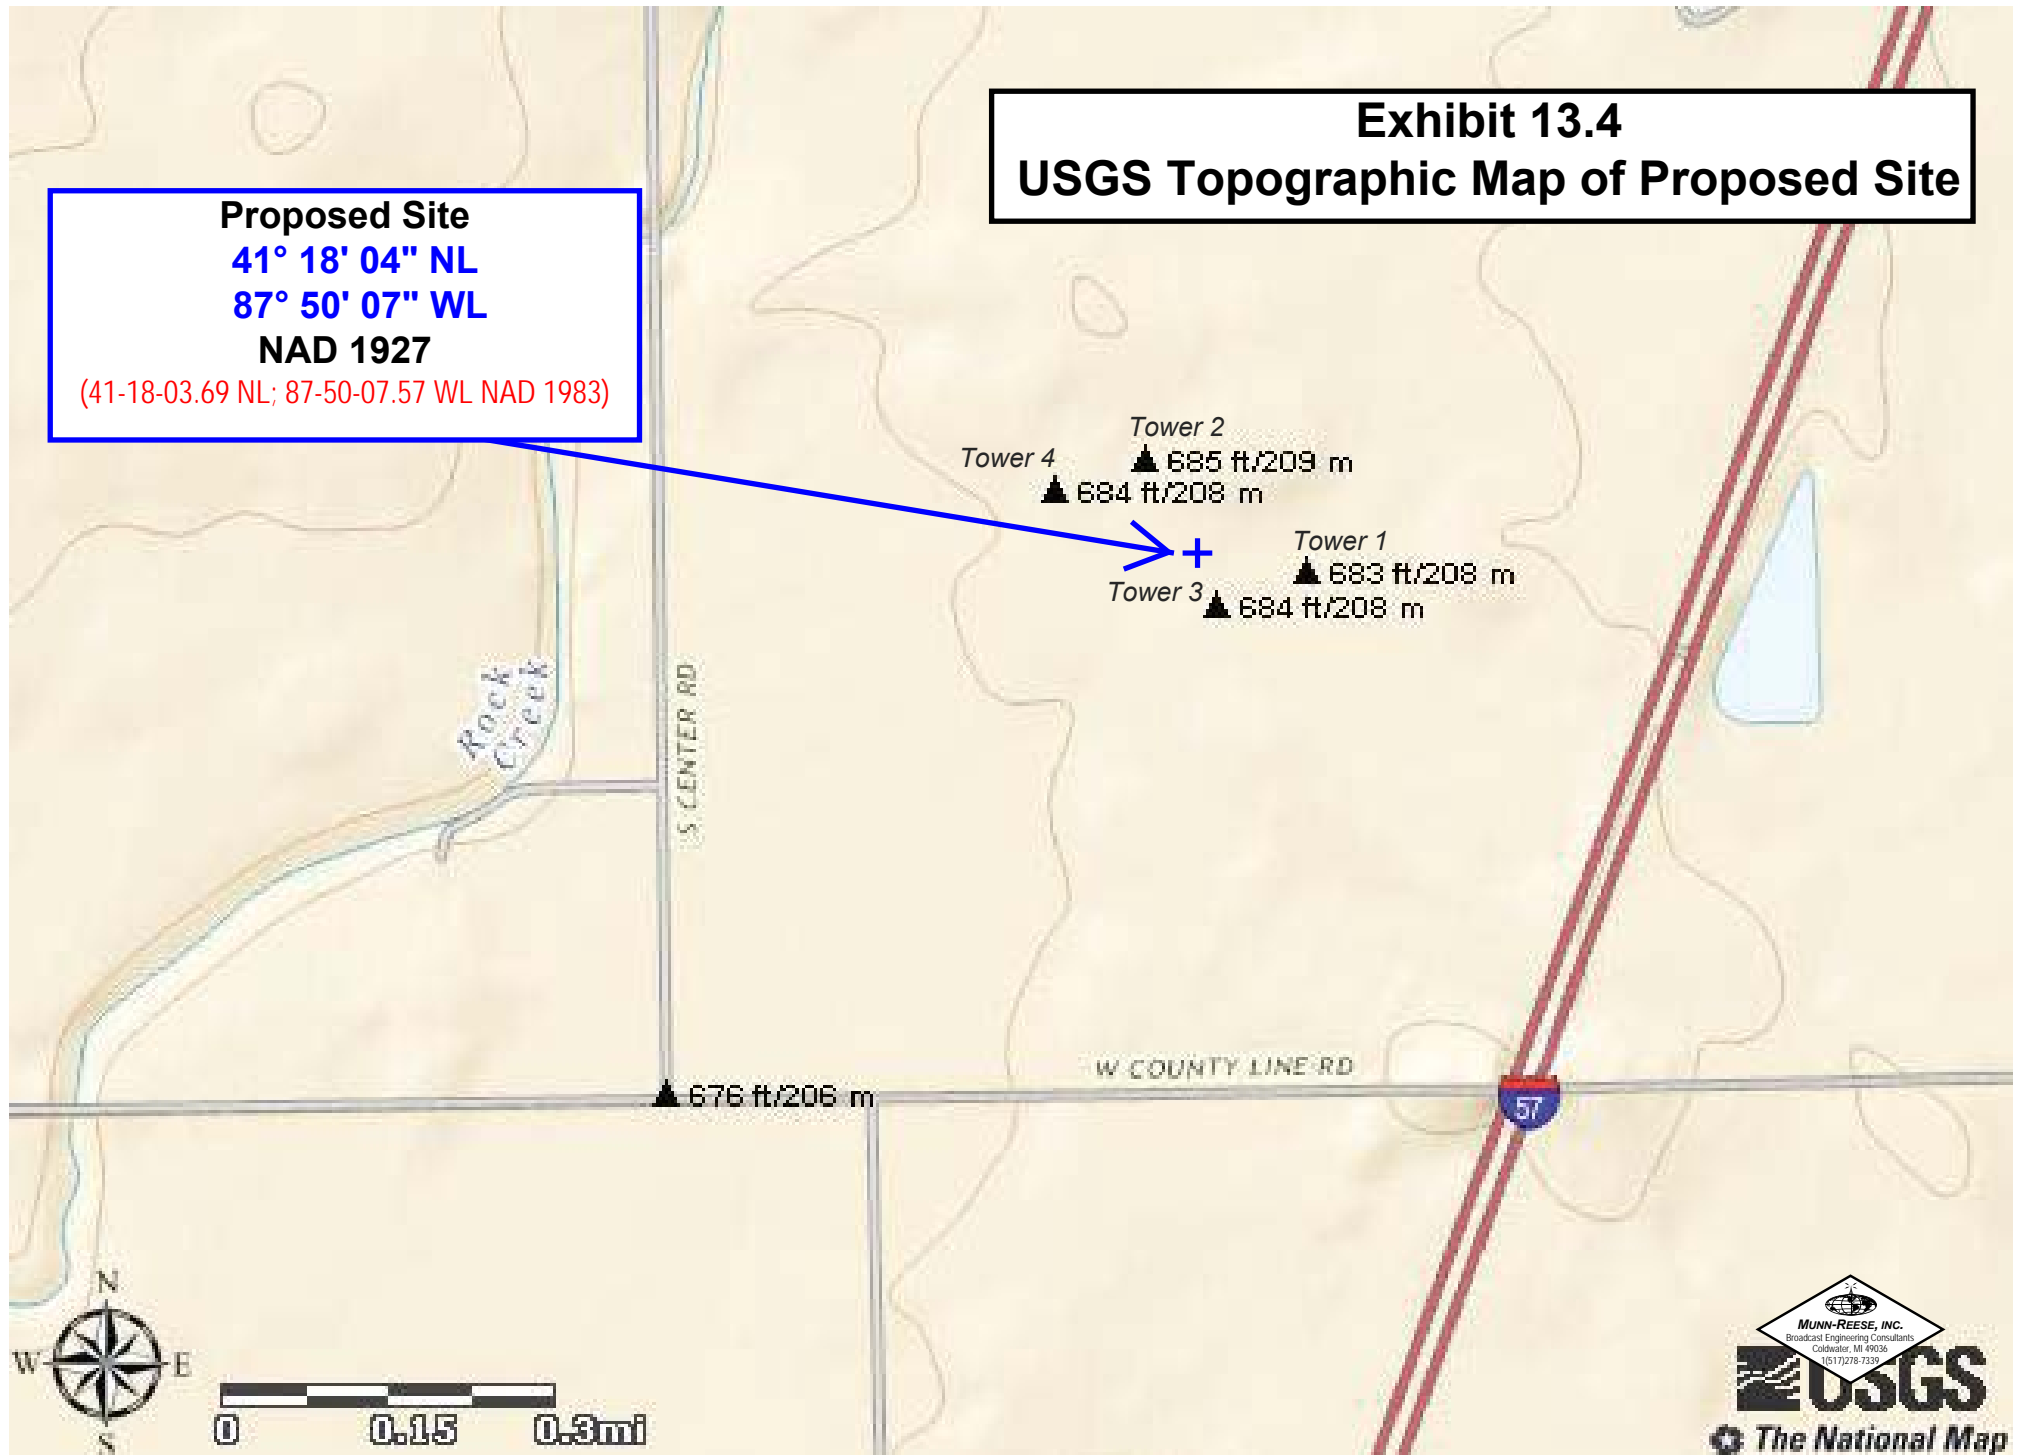 Exhibit 13.4
USGS Topographic Map of Proposed Site
Proposed Site
41° 18' 04" NL
87° 50' 07" WL
NAD 1927
(41-18-03.69 NL; 87-50-07.57 WL NAD 1983)
Tower 2
685 ft/209 m
Tower 4
684 ft/208 m
Tower 1
683 ft/208 m
Tower 3
684 ft/208 m
Rock
Creek
S CENTER RD
W COUNTY LINE RD
676 ft/206 m
57
N
W
E
S
0 0.15 0.3mi
MUNN-REESE, INC.
Broadcast Engineering Consultants
Coldwater, MI 49036
1(517)278-7339
USGS
The National Map